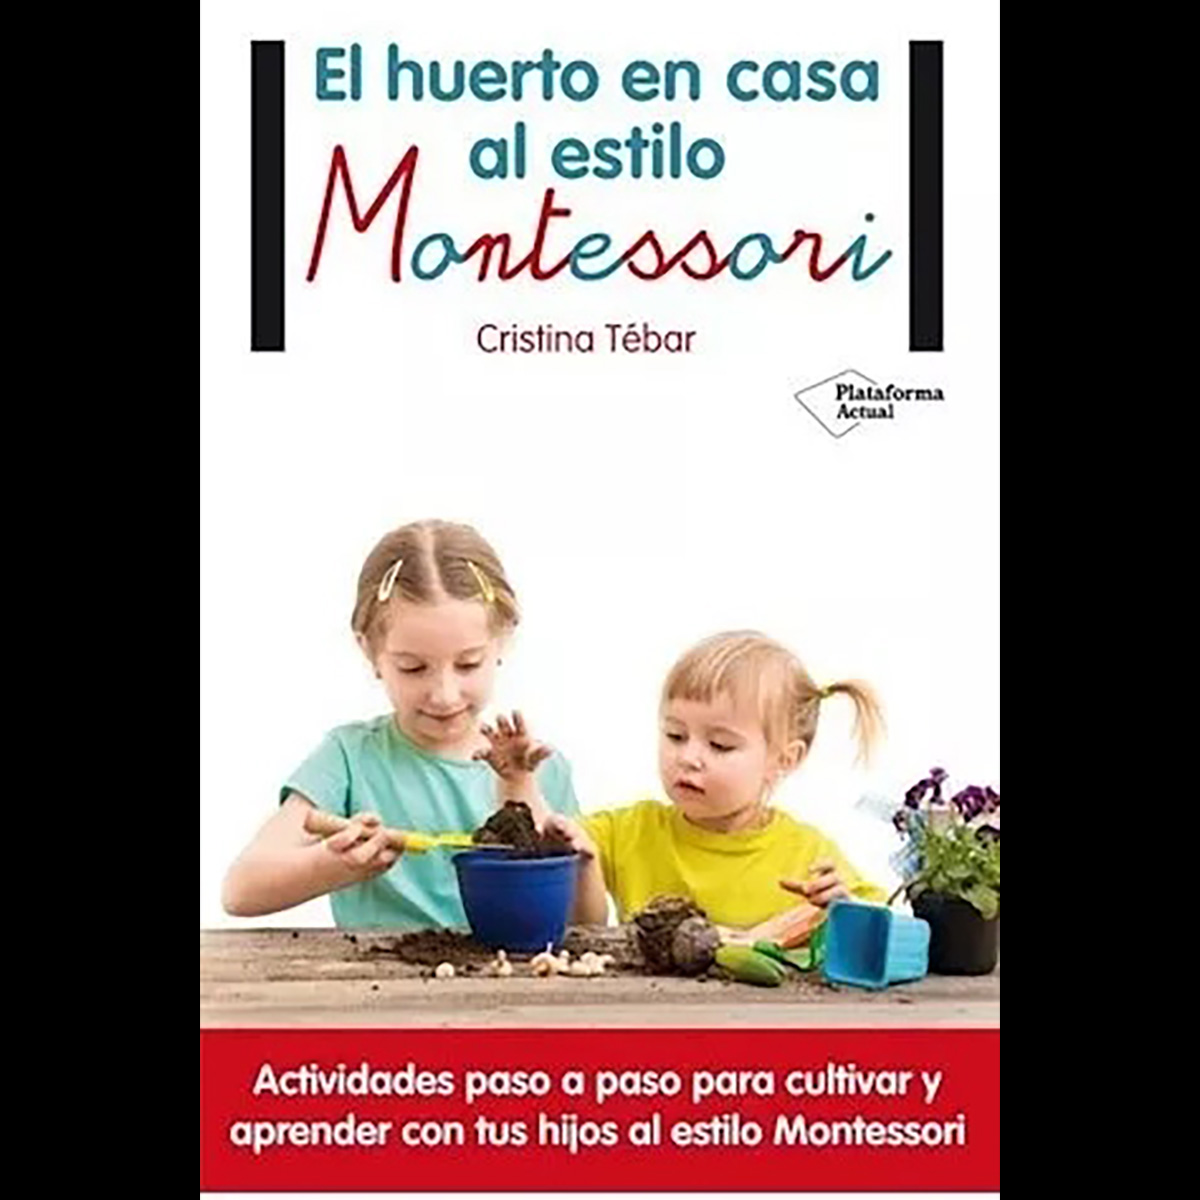 El huerto en casa
al estilo
Montessori
Cristina Tébar
Plataforma
Actual
Actividades paso a paso para cultivar y
aprender con tus hijos al estilo Montessori